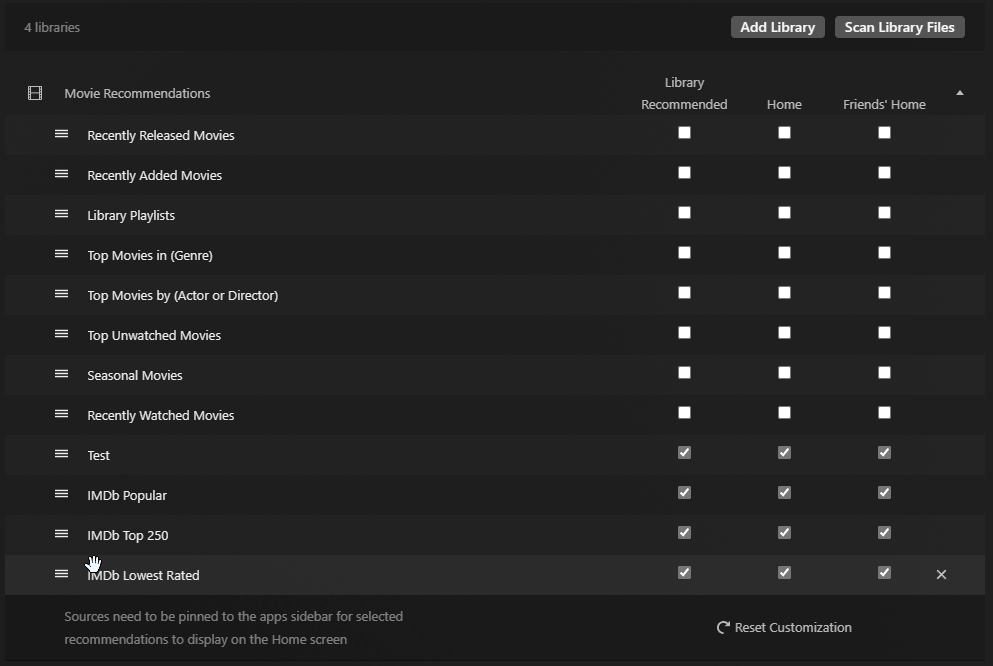 4 libraries
Add Library
Scan Library Files
Movie Recommendations
Library
Recommended
Home
Friends' Home
Recently Released Movies
Recently Added Movies
Library Playlists
Top Movies in (Genre)
Top Movies by (Actor or Director)
Top Unwatched Movies
Seasonal Movies
Recently Watched Movies
Test
IMDb Popular
IMDb Top 250
IMDb Lowest Rated
Sources need to be pinned to the apps sidebar for selected
recommendations to display on the Home screen
Reset Customization